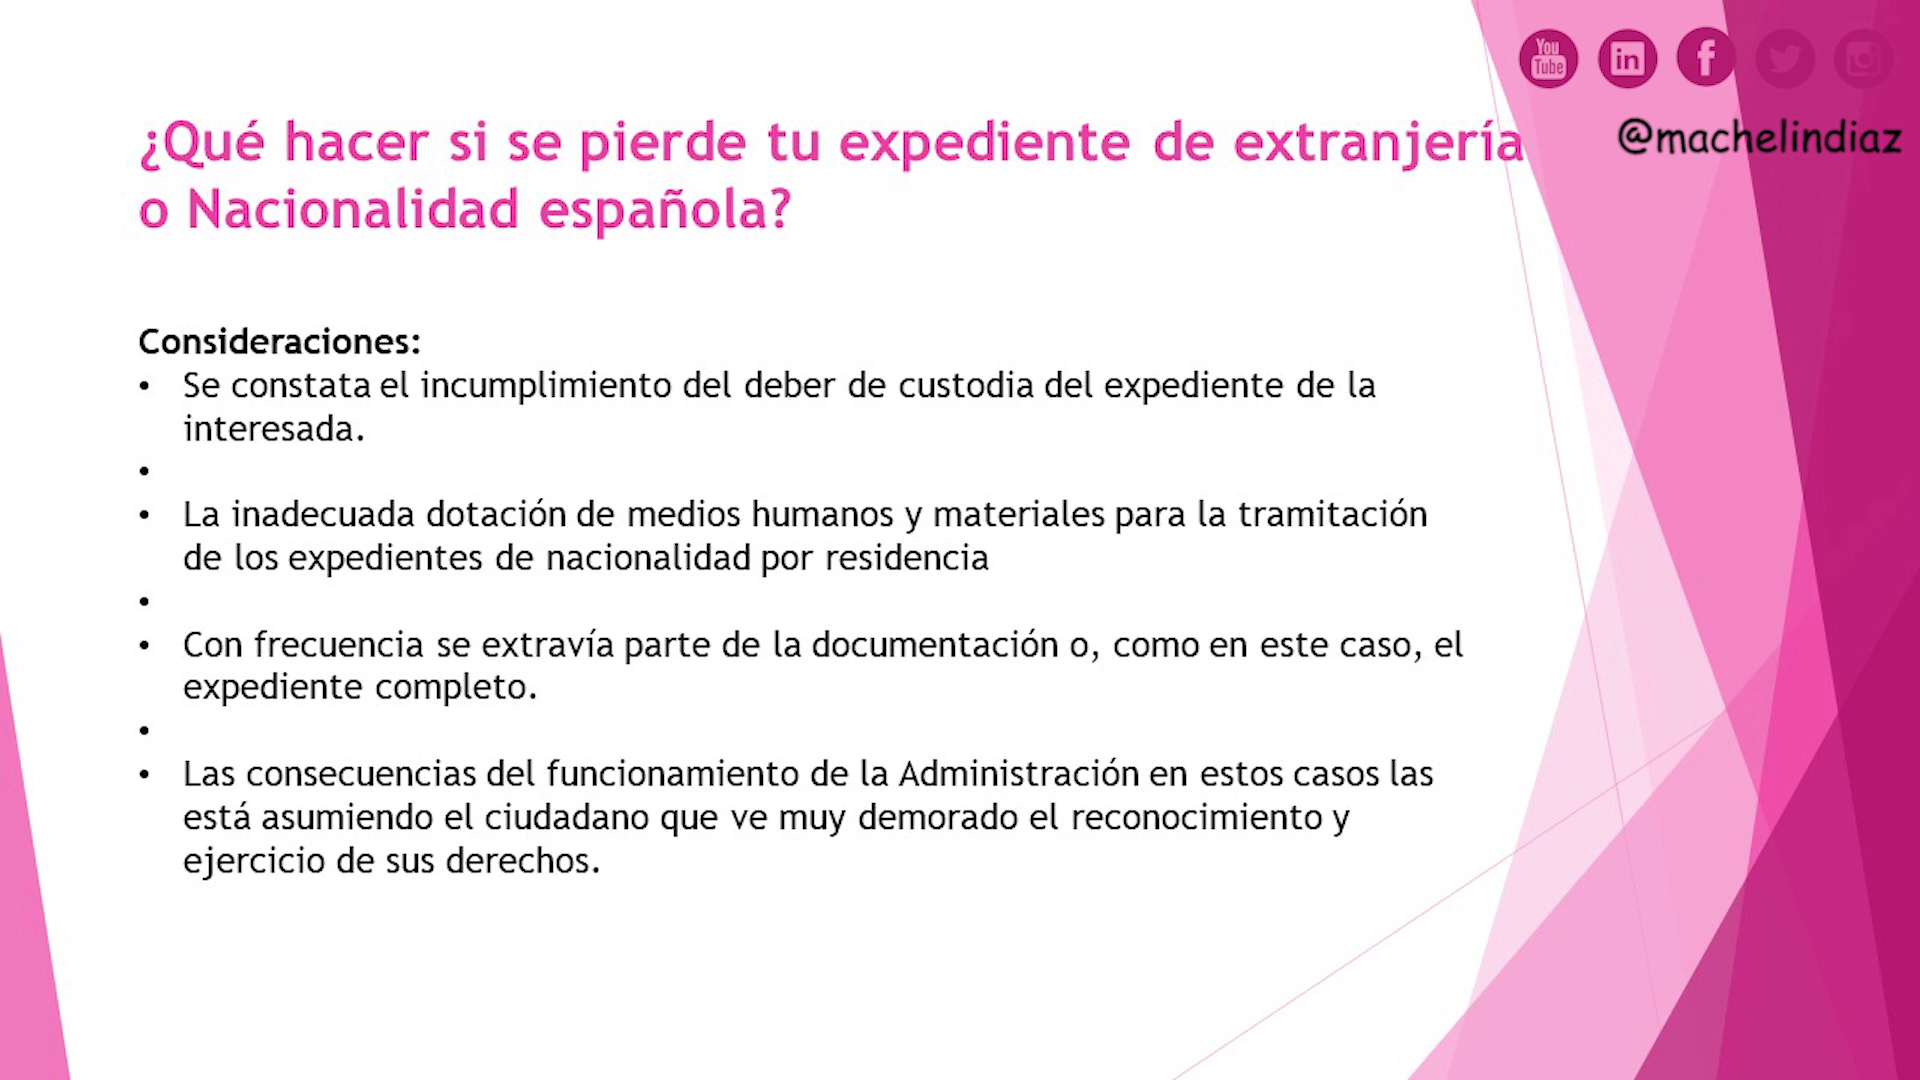 You
Tube
in
f
@machelindiaz
¿Qué hacer si se pierde tu expediente de extranjería
o Nacionalidad española?
Consideraciones:
• Se constata el incumplimiento del deber de custodia del expediente de la
interesada.
•
• La inadecuada dotación de medios humanos y materiales para la tramitación
de los expedientes de nacionalidad por residencia
•
• Con frecuencia se extravía parte de la documentación o, como en este caso, el
expediente completo.
•
• Las consecuencias del funcionamiento de la Administración en estos casos las
está asumiendo el ciudadano que ve muy demorado el reconocimiento y
ejercicio de sus derechos.